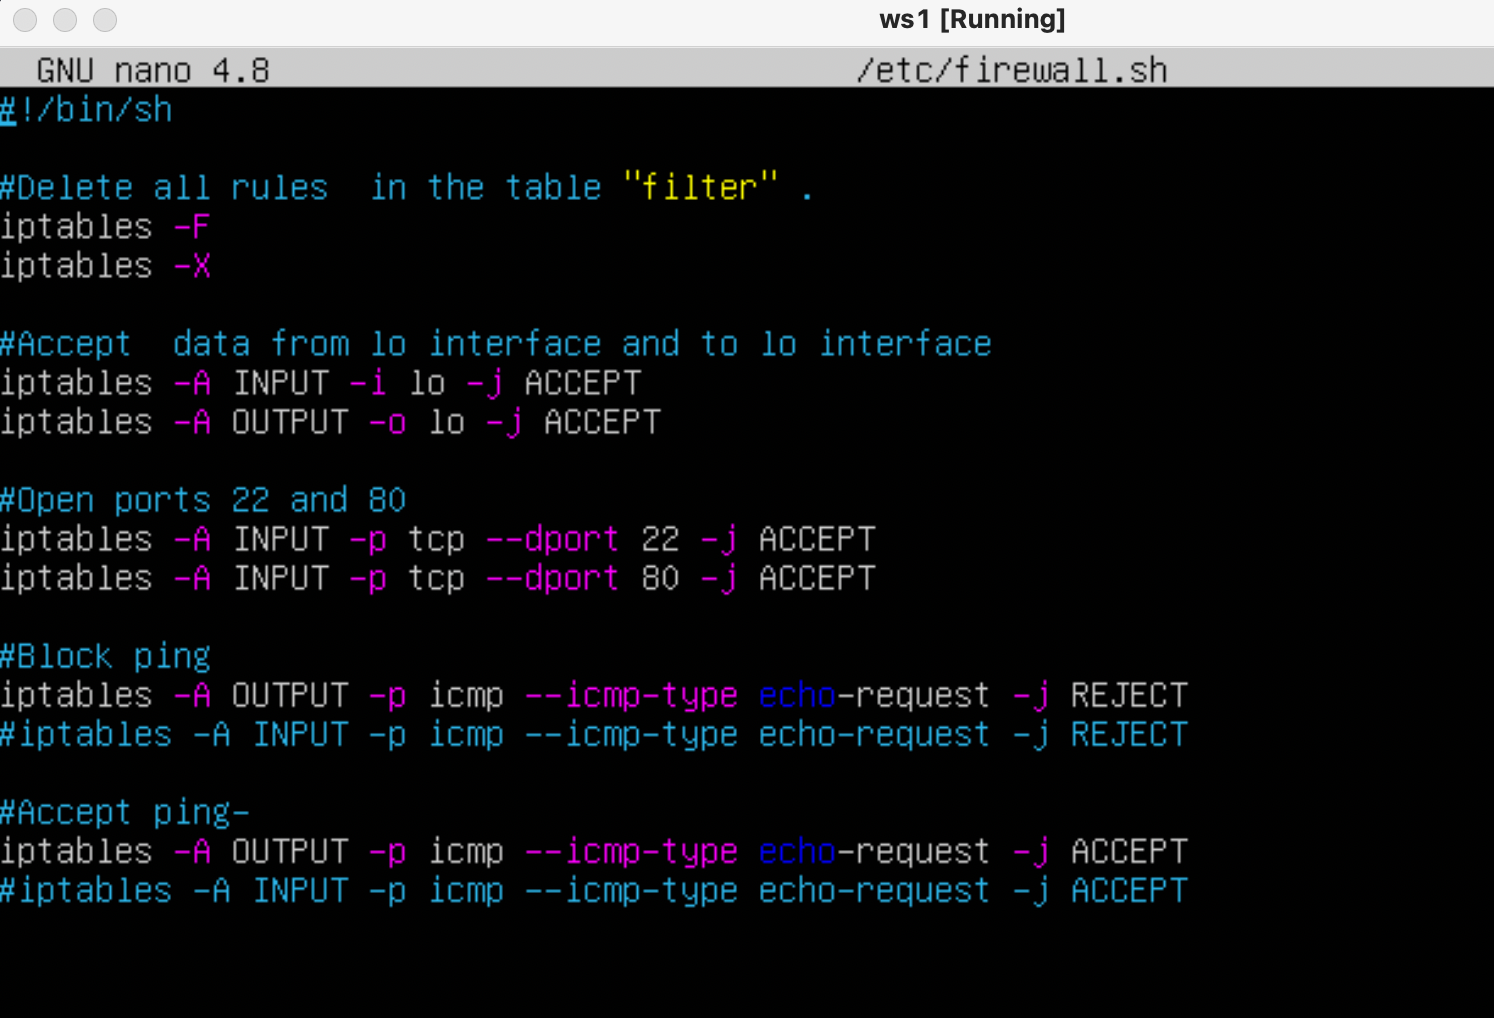 ws1 [Running]
GNU nano 4.8 /etc/firewall.sh
#!/bin/sh
#Delete all rules  in the table "filter" .
iptables -F
iptables -X
#Accept  data from lo interface and to lo interface
iptables -A INPUT -i lo -j ACCEPT
iptables -A OUTPUT -o lo -j ACCEPT
#Open ports 22 and 80
iptables -A INPUT -p tcp --dport 22 -j ACCEPT
iptables -A INPUT -p tcp --dport 80 -j ACCEPT
#Block ping
iptables -A OUTPUT -p icmp --icmp-type echo-request -j REJECT
#iptables -A INPUT -p icmp --icmp-type echo-request -j REJECT
#Accept ping-
iptables -A OUTPUT -p icmp --icmp-type echo-request -j ACCEPT
#iptables -A INPUT -p icmp --icmp-type echo-request -j ACCEPT